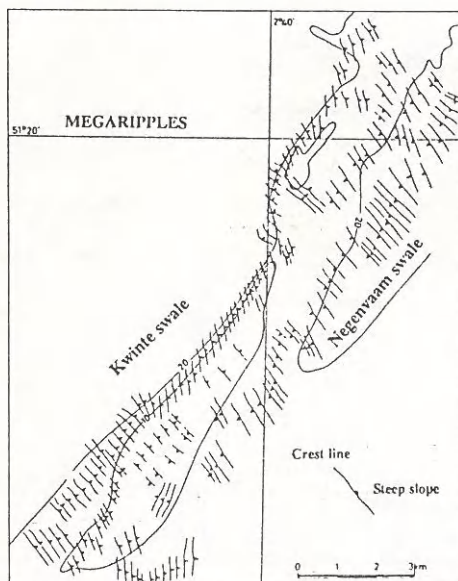 2°40'
51°20'
MEGARIPPLES
20
Negenvaam swale
Kwinte swale
20
10
Crest line
Steep slope
0 1 2 3 km